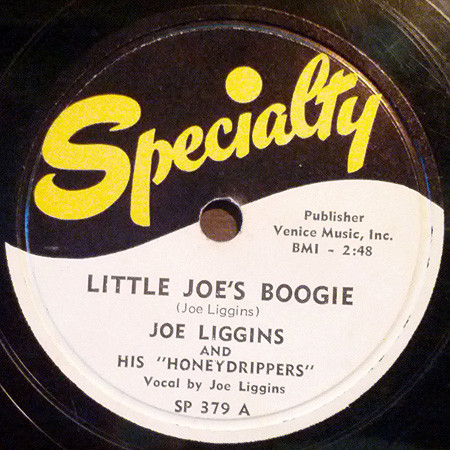 Specialty
Publisher
Venice Music, Inc.
BMI - 2:48
LITTLE JOE'S BOOGIE
(Joe Liggins)
JOE LIGGINS
AND
HIS "HONEYDRIPPERS"
Vocal by Joe Liggins
SP 379 A